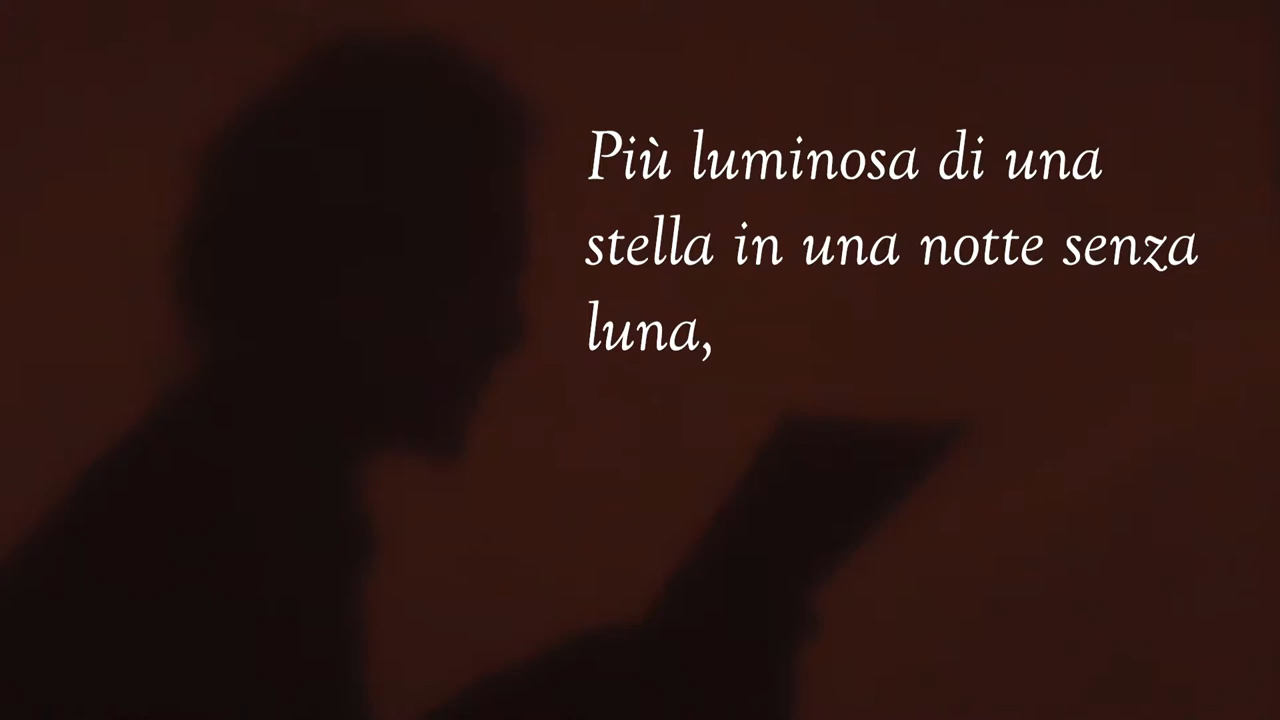 Più luminosa di una
stella in una notte senza
luna,